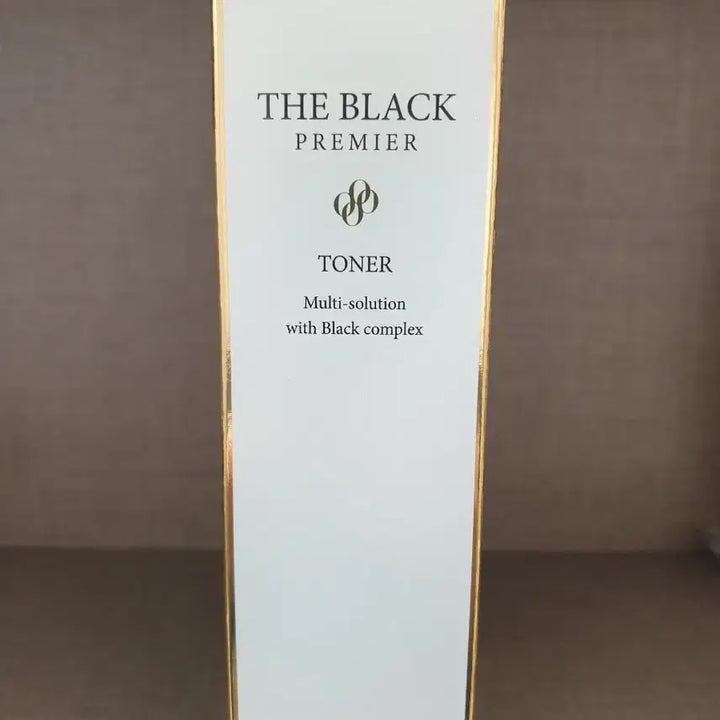 THE BLACK
PREMIER
TONER
Multi-solution
with Black complex